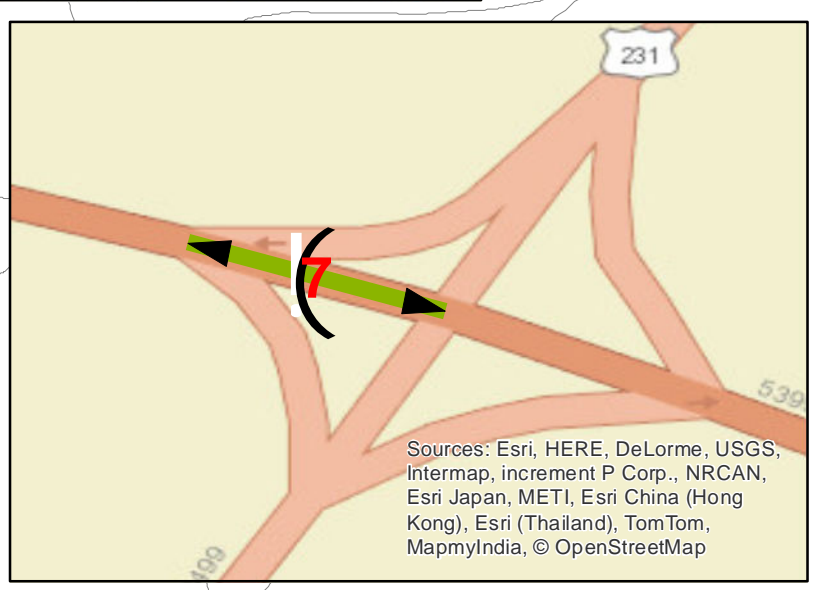 231
(7
539
499
Sources: Esri, HERE, DeLorme, USGS,
Intermap, increment P Corp., NRCAN,
Esri Japan, METI, Esri China (Hong
Kong), Esri (Thailand), TomTom,
MapmyIndia, © OpenStreetMap